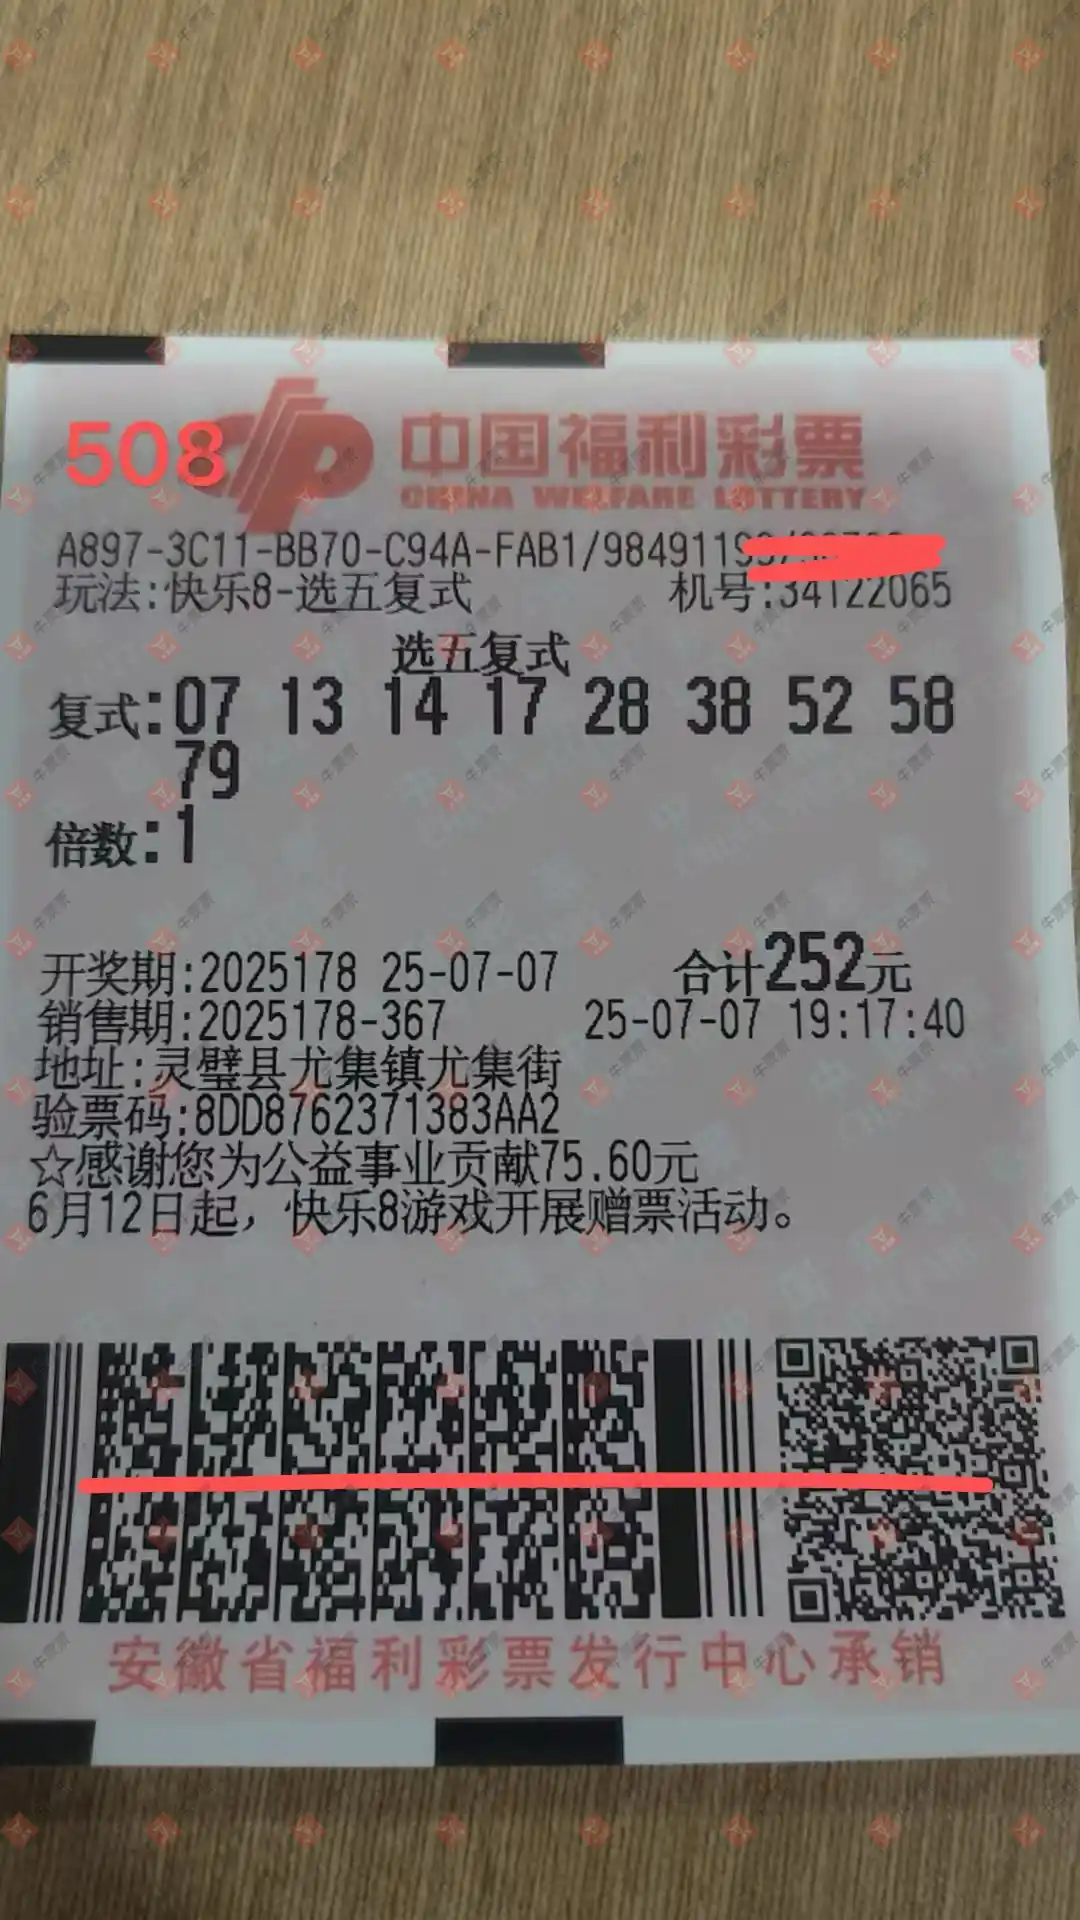 508
中国福利彩票
CHINA WELFARE LOTTERY
A897-3C11-BB70-C94A-FAB1/9849119
玩法:快乐8-选五复式 机号:34122065
选五复式
复式:07 13 14 17 28 38 52 58
79
倍数:1
开奖期:2025178 25-07-07 合计252元
销售期:2025178-367 25-07-07 19:17:40
地址:灵璧县尤集镇尤集街
验票码:8DD8762371383AA2
☆感谢您为公益事业贡献75.60元
6月12日起，快乐8游戏开展赠票活动。
安徽省福利彩票发行中心承销
牛票票